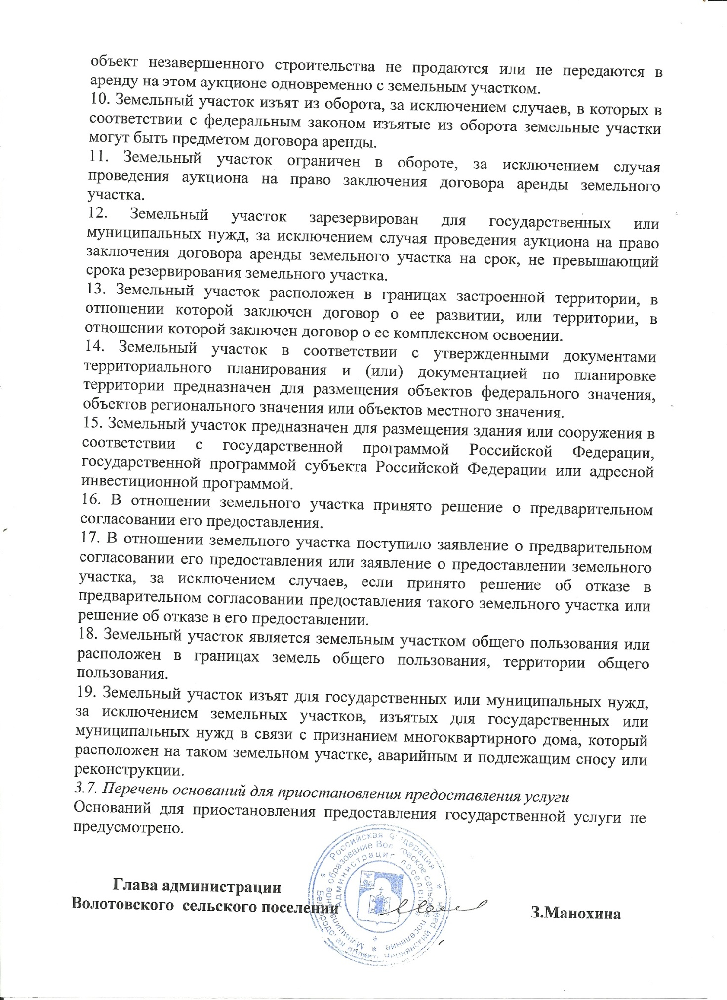 объект незавершенного строительства не продаются или не передаются в
аренду на этом аукционе одновременно с земельным участком.
10. Земельный участок изъят из оборота, за исключением случаев, в которых в
соответствии с федеральным законом изъятые из оборота земельные участки
могут быть предметом договора аренды.
11. Земельный участок ограничен в обороте, за исключением случая
проведения аукциона на право заключения договора аренды земельного
участка.
12. Земельный участок зарезервирован для государственных или
муниципальных нужд, за исключением случая проведения аукциона на право
заключения договора аренды земельного участка на срок, не превышающий
срока резервирования земельного участка.
13. Земельный участок расположен в границах застроенной территории, в
отношении которой заключен договор о ее развитии, или территории, в
отношении которой заключен договор о ее комплексном освоении.
14. Земельный участок в соответствии с утвержденными документами
территориального планирования и (или) документацией по планировке
территории предназначен для размещения объектов федерального значения,
объектов регионального значения или объектов местного значения.
15. Земельный участок предназначен для размещения здания или сооружения в
соответствии с государственной программой Российской Федерации,
государственной программой субъекта Российской Федерации или адресной
инвестиционной программой.
16. В отношении земельного участка принято решение о предварительном
согласовании его предоставления.
17. В отношении земельного участка поступило заявление о предварительном
согласовании его предоставления или заявление о предоставлении земельного
участка, за исключением случаев, если принято решение об отказе в
предварительном согласовании предоставления такого земельного участка или
решение об отказе в его предоставлении.
18. Земельный участок является земельным участком общего пользования или
расположен в границах земель общего пользования, территории общего
пользования.
19. Земельный участок изъят для государственных или муниципальных нужд,
за исключением земельных участков, изъятых для государственных или
муниципальных нужд в связи с признанием многоквартирного дома, который
расположен на таком земельном участке, аварийным и подлежащим сносу или
реконструкции.
3.7. Перечень оснований для приостановления предоставления услуги
Оснований для приостановления предоставления государственной услуги не
предусмотрено.
Глава администрации
Волотовского сельского поселении
З.Манохина
Российская Федерация
Белгородская область Чернянский район
Муниципальное образование Волотовское сельское поселение
Администрация поселения